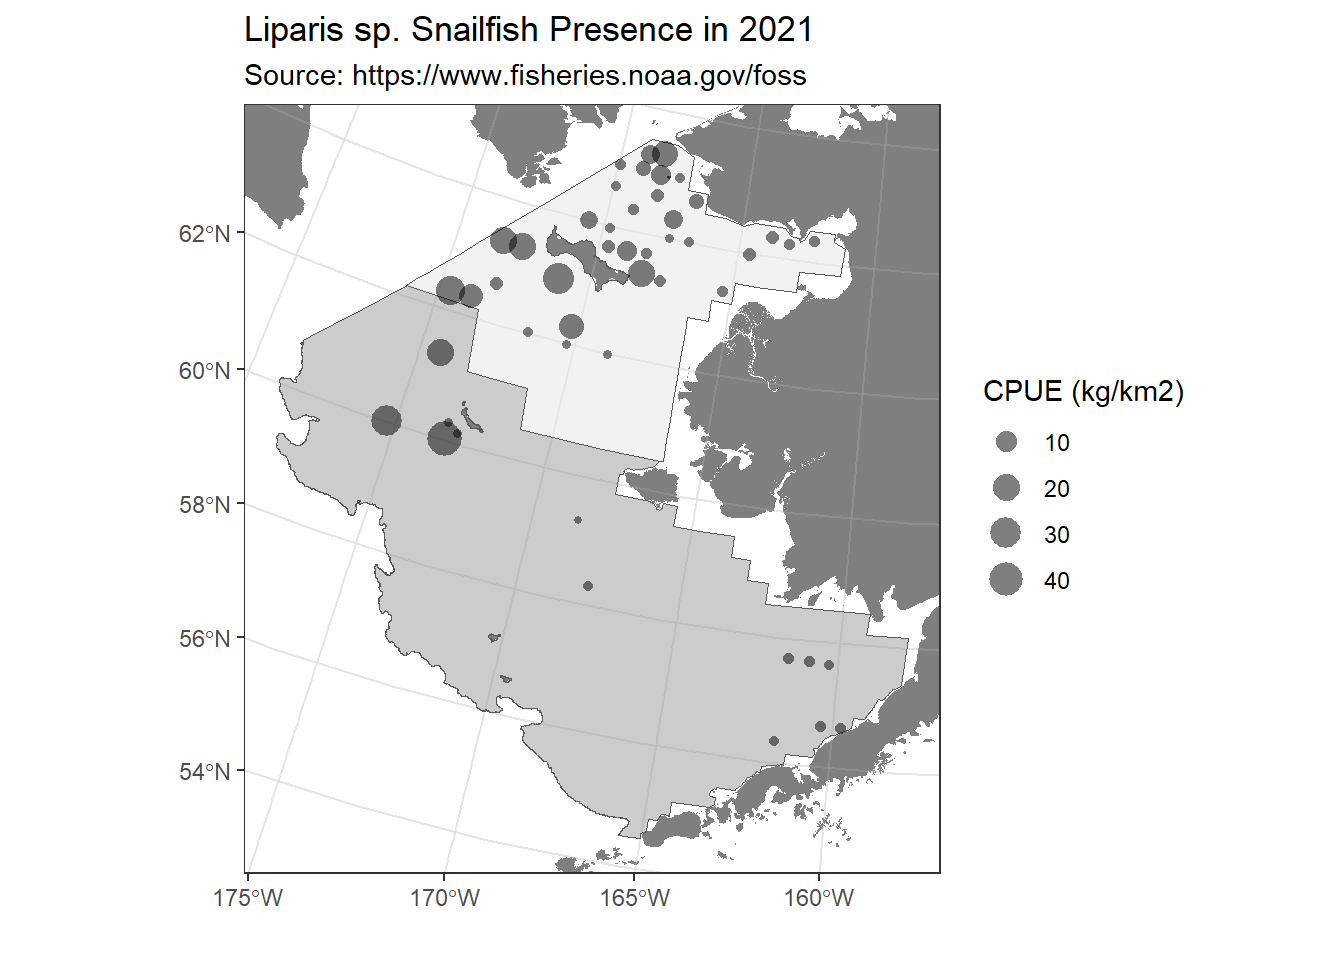 Liparis sp. Snailfish Presence in 2021
Source: https://www.fisheries.noaa.gov/foss
62°N
60°N
58°N
56°N
54°N
175°W
170°W
165°W
160°W
CPUE (kg/km2)
10
20
30
40